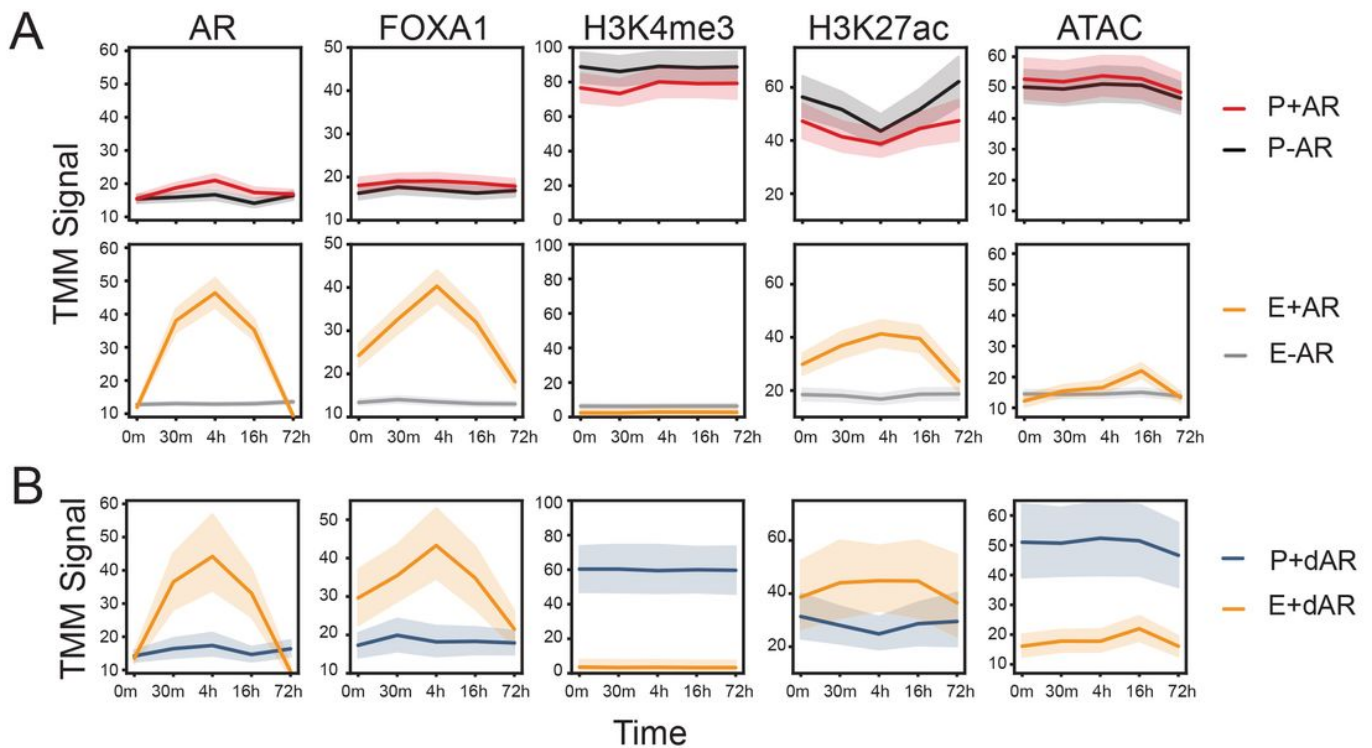 A
AR FOXA1 H3K4me3 H3K27ac ATAC
TMM Signal
60 50 40 30 20 10
50 40 30 20 10
100 80 60 40 20 0
60 40 20
60 50 40 30 20 10
P+AR
P-AR
60 50 40 30 20 10
50 40 30 20 10
100 80 60 40 20 0
60 40 20
60 50 40 30 20 10
E+AR
E-AR
0m 30m 4h 16h 72h 0m 30m 4h 16h 72h 0m 30m 4h 16h 72h 0m 30m 4h 16h 72h 0m 30m 4h 16h 72h
B
TMM Signal
60 50 40 30 20 10
50 40 30 20 10
100 80 60 40 20 0
60 40 20
60 50 40 30 20 10
P+dAR
E+dAR
0m 30m 4h 16h 72h 0m 30m 4h 16h 72h 0m 30m 4h 16h 72h 0m 30m 4h 16h 72h 0m 30m 4h 16h 72h
Time